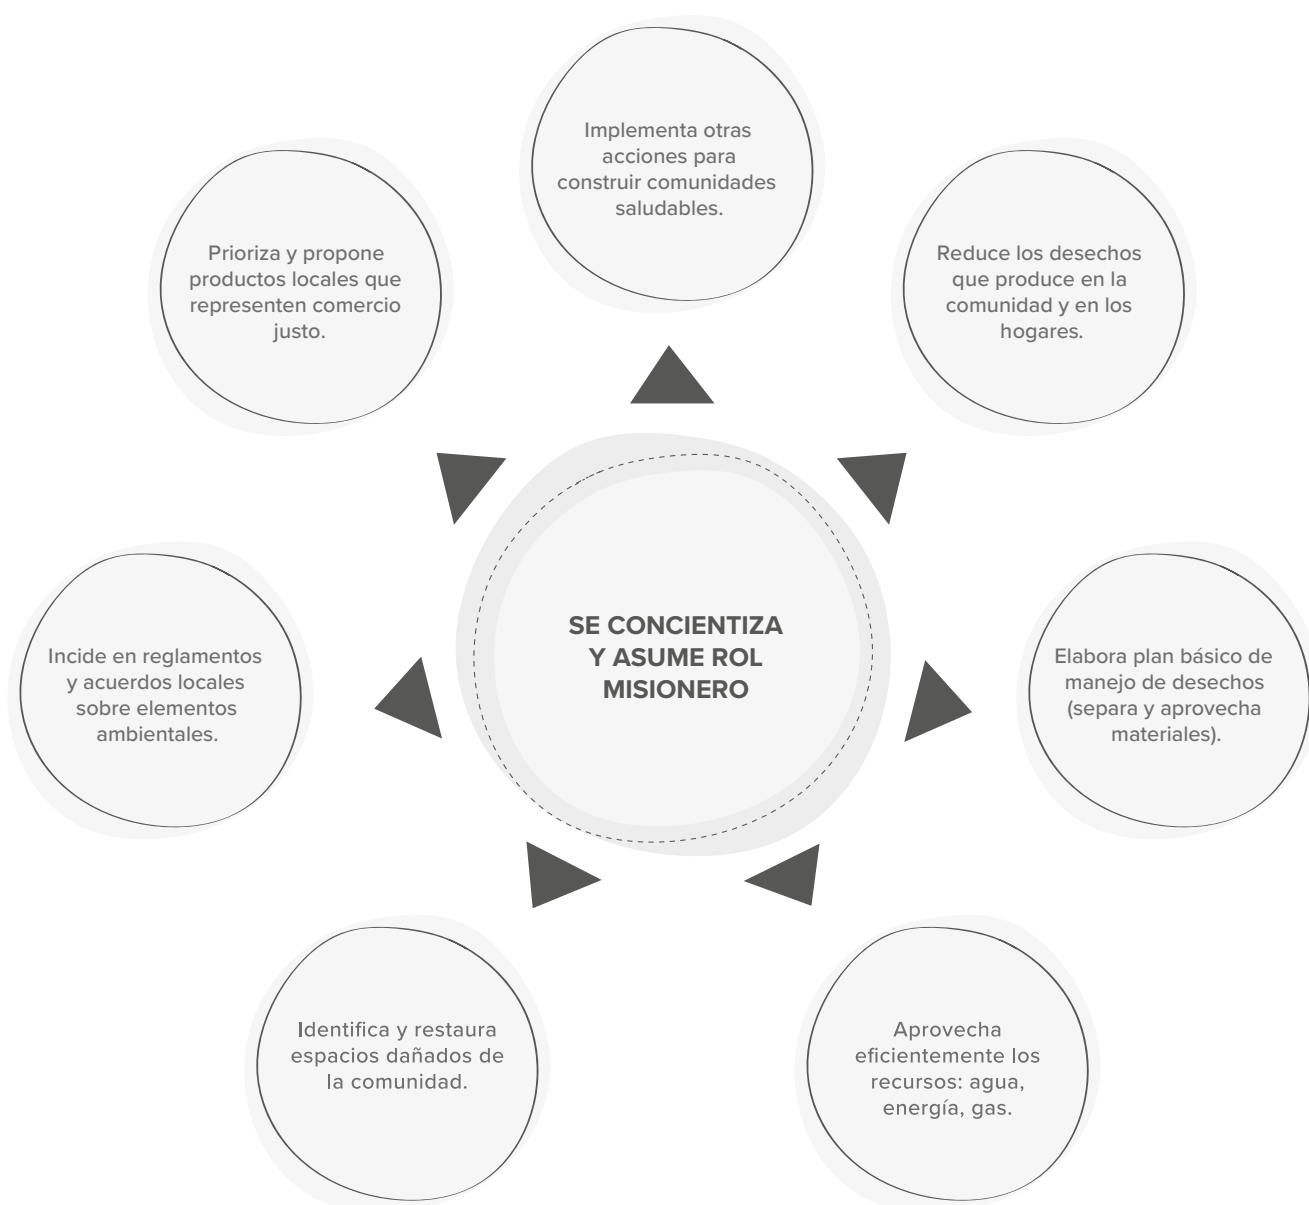 Implementa otras
acciones para
construir comunidades
saludables.
Prioriza y propone
productos locales que
representen comercio
justo.
Reduce los desechos
que produce en la
comunidad y en los
hogares.
SE CONCIENTIZA
Y ASUME ROL
MISIONERO
Incide en reglamentos
y acuerdos locales
sobre elementos
ambientales.
Elabora plan básico de
manejo de desechos
(separa y aprovecha
materiales).
Identifica y restaura
espacios dañados de
la comunidad.
Aprovecha
eficientemente los
recursos: agua,
energía, gas.